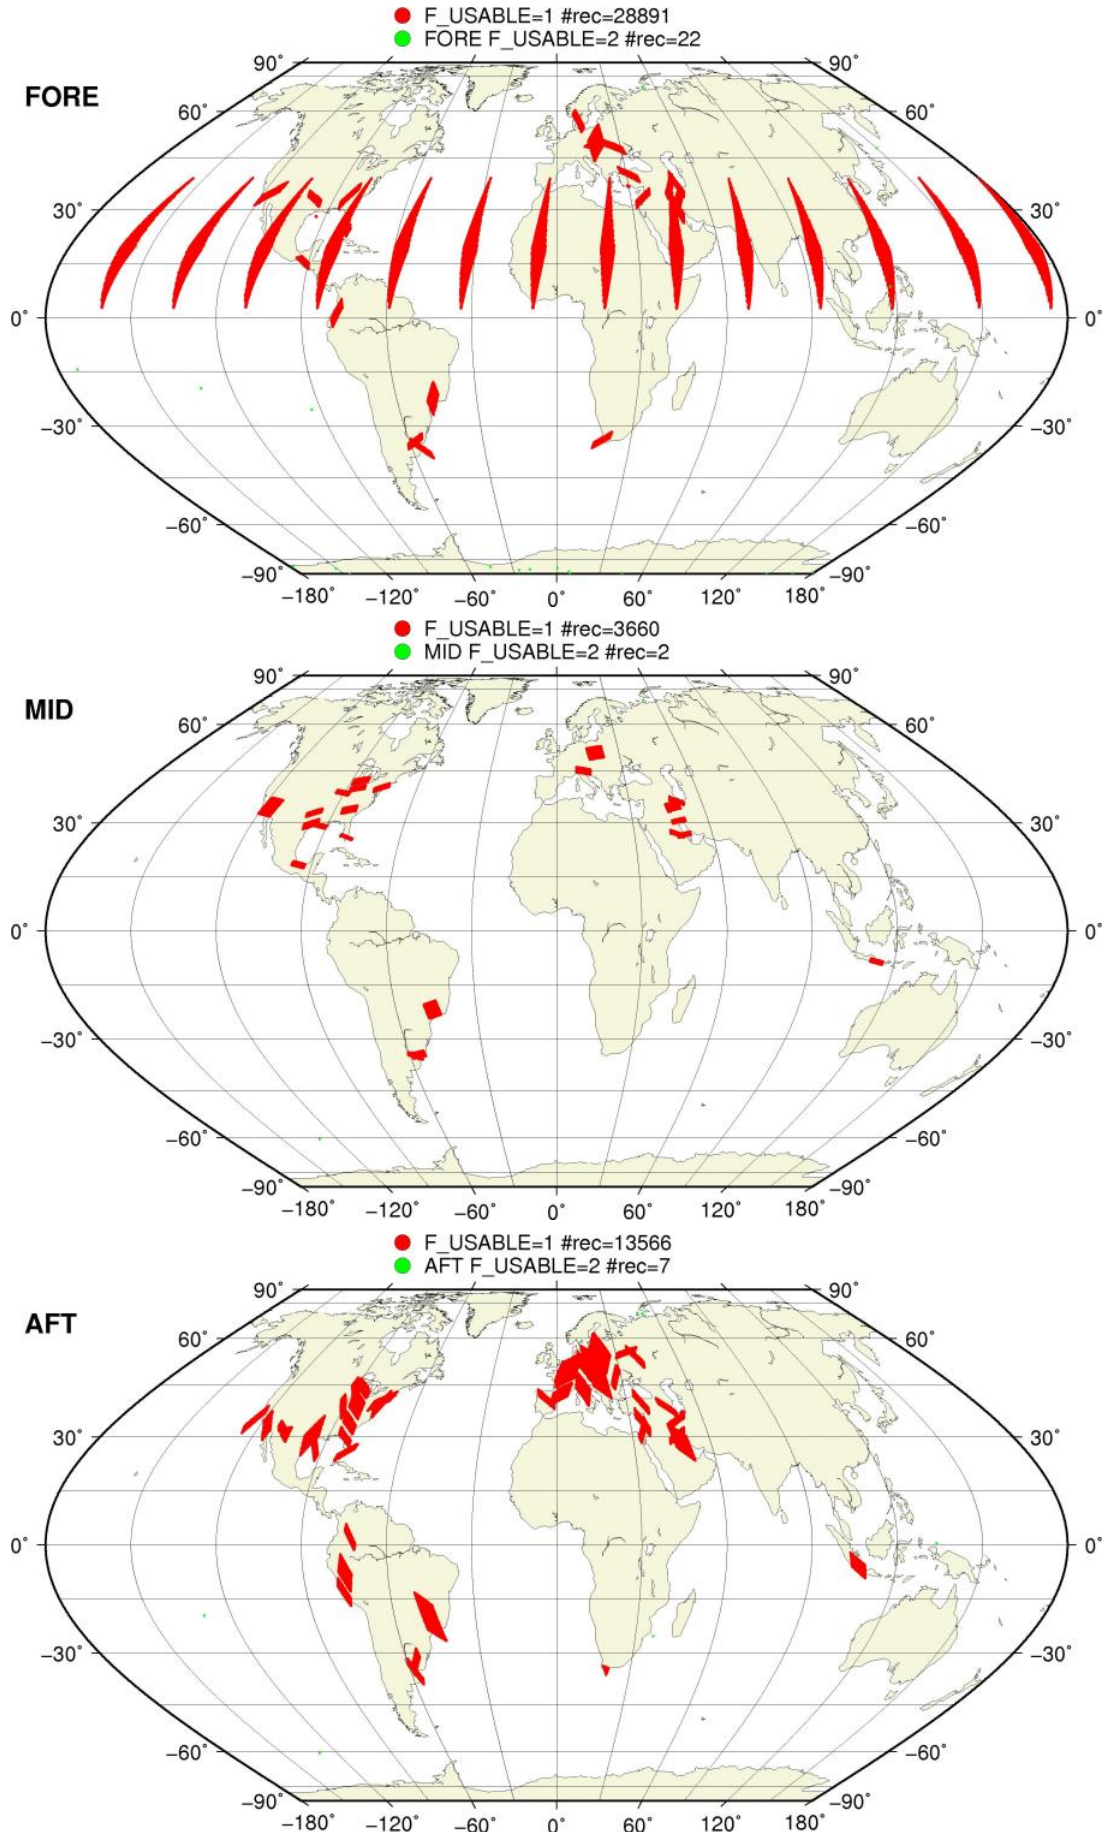 F_USABLE=1 #rec=28891
FORE F_USABLE=2 #rec=22
FORE
90° 90°
60° 60°
30° 30°
0° 0°
−30° −30°
−60° −60°
−90° −90°
−180° −120° −60° 0° 60° 120° 180°
F_USABLE=1 #rec=3660
MID F_USABLE=2 #rec=2
MID
90° 90°
60° 60°
30° 30°
0° 0°
−30° −30°
−60° −60°
−90° −90°
−180° −120° −60° 0° 60° 120° 180°
F_USABLE=1 #rec=13566
AFT F_USABLE=2 #rec=7
AFT
90° 90°
60° 60°
30° 30°
0° 0°
−30° −30°
−60° −60°
−90° −90°
−180° −120° −60° 0° 60° 120° 180°